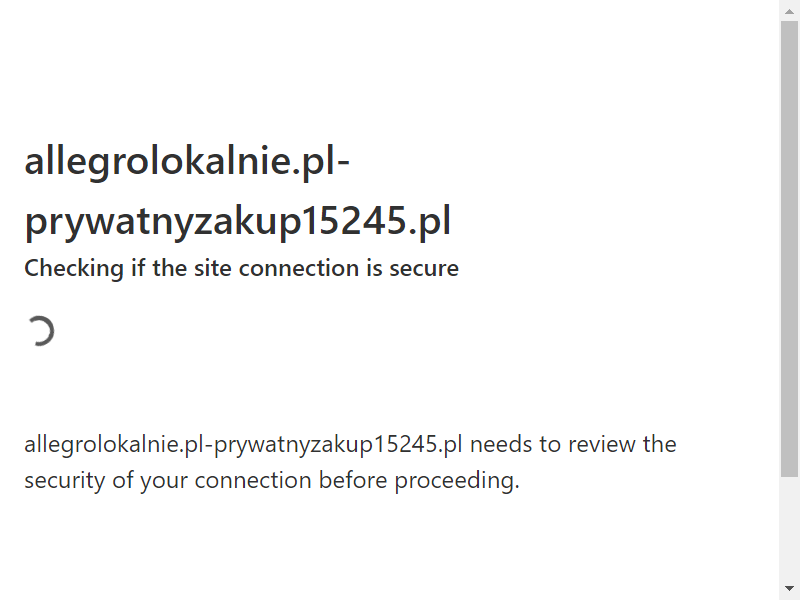 allegrolokalnie.pl-
prywatnyzakup15245.pl
Checking if the site connection is secure
allegrolokalnie.pl-prywatnyzakup15245.pl needs to review the
security of your connection before proceeding.